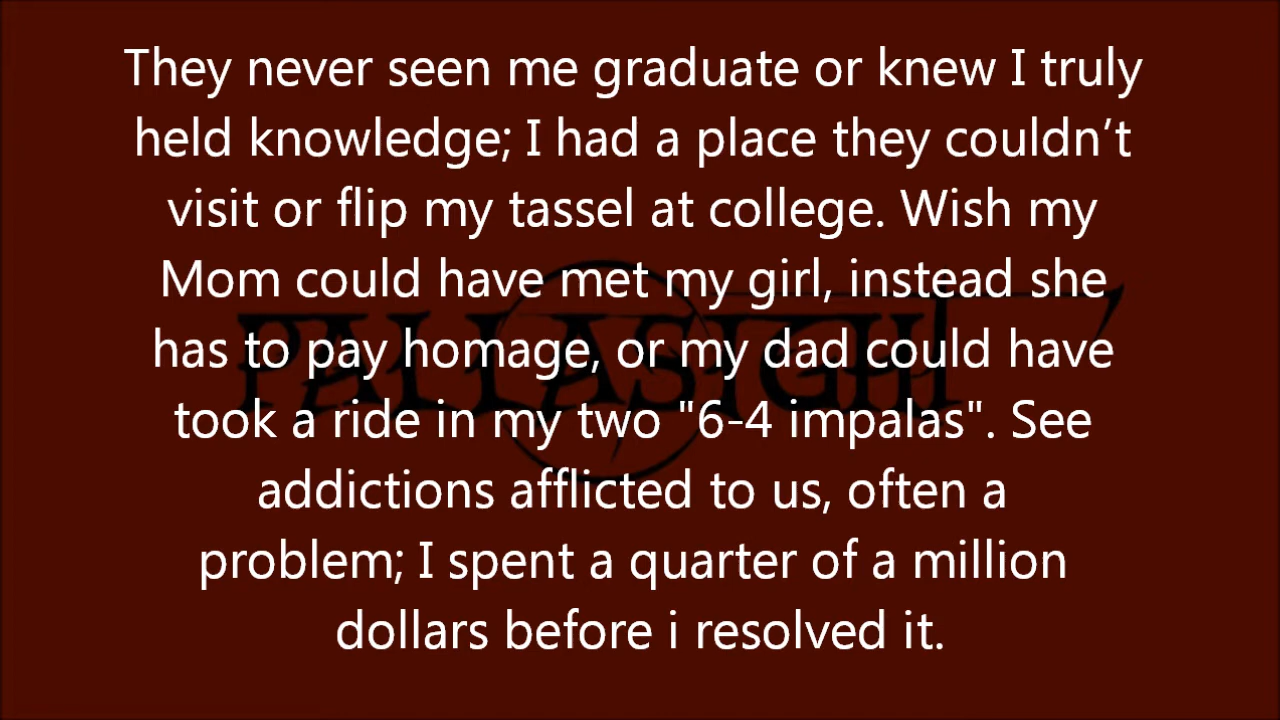 They never seen me graduate or knew I truly
held knowledge; I had a place they couldn’t
visit or flip my tassel at college. Wish my
Mom could have met my girl, instead she
has to pay homage, or my dad could have
took a ride in my two "6-4 impalas". See
addictions afflicted to us, often a
problem; I spent a quarter of a million
dollars before i resolved it.
PALLASIGHT